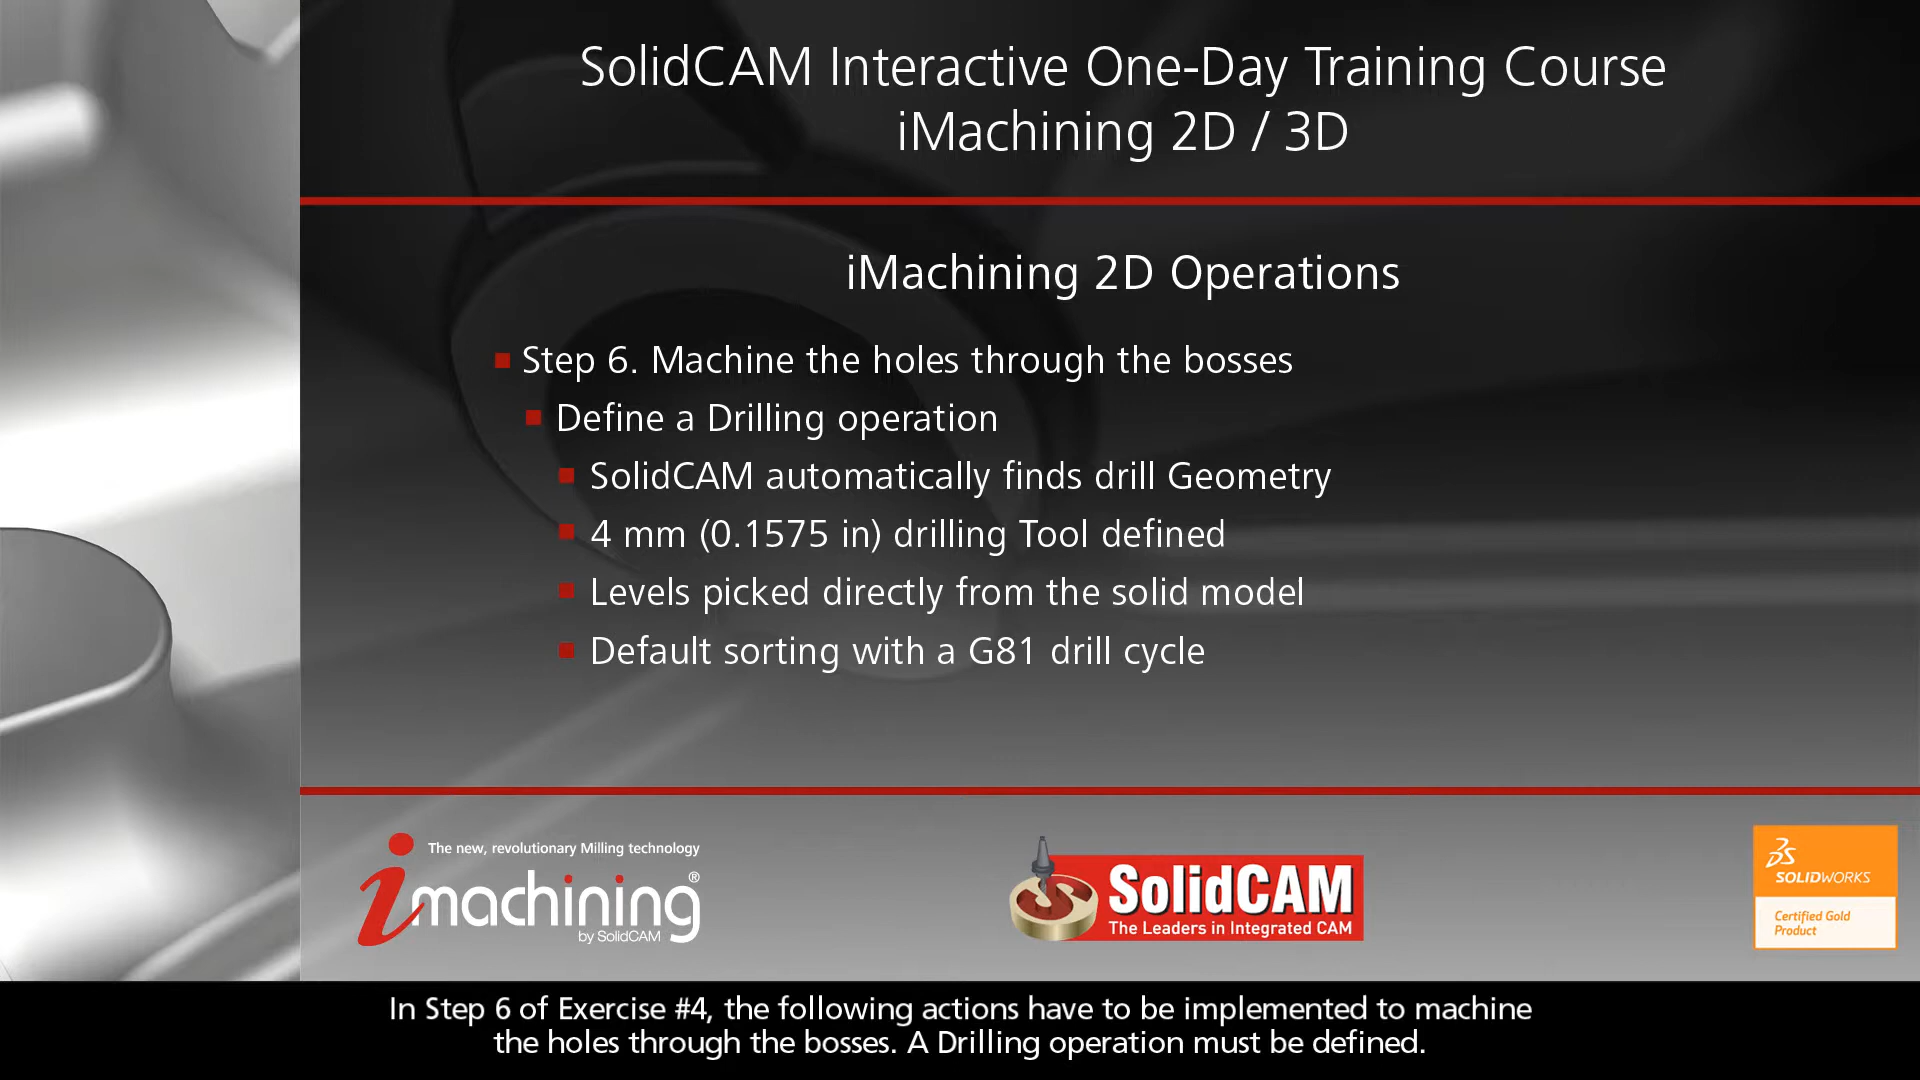 SolidCAM Interactive One-Day Training Course
iMachining 2D / 3D
iMachining 2D Operations
Step 6. Machine the holes through the bosses
Define a Drilling operation
SolidCAM automatically finds drill Geometry
4 mm (0.1575 in) drilling Tool defined
Levels picked directly from the solid model
Default sorting with a G81 drill cycle
The new, revolutionary Milling technology
imachining®
by SolidCAM
SolidCAM
The Leaders in Integrated CAM
3DS
SOLIDWORKS
Certified Gold
Product
In Step 6 of Exercise #4, the following actions have to be implemented to machine
the holes through the bosses. A Drilling operation must be defined.